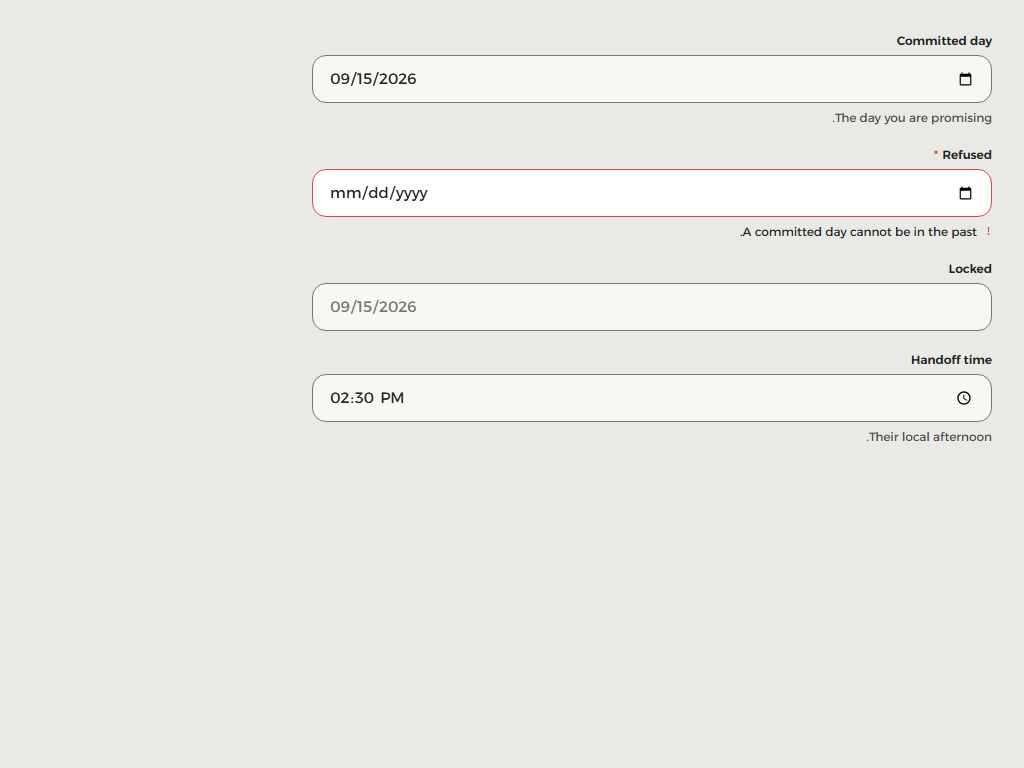 Committed day
09/15/2026
.The day you are promising
* Refused
mm/dd/yyyy
.A committed day cannot be in the past !
Locked
09/15/2026
Handoff time
02:30 PM
.Their local afternoon